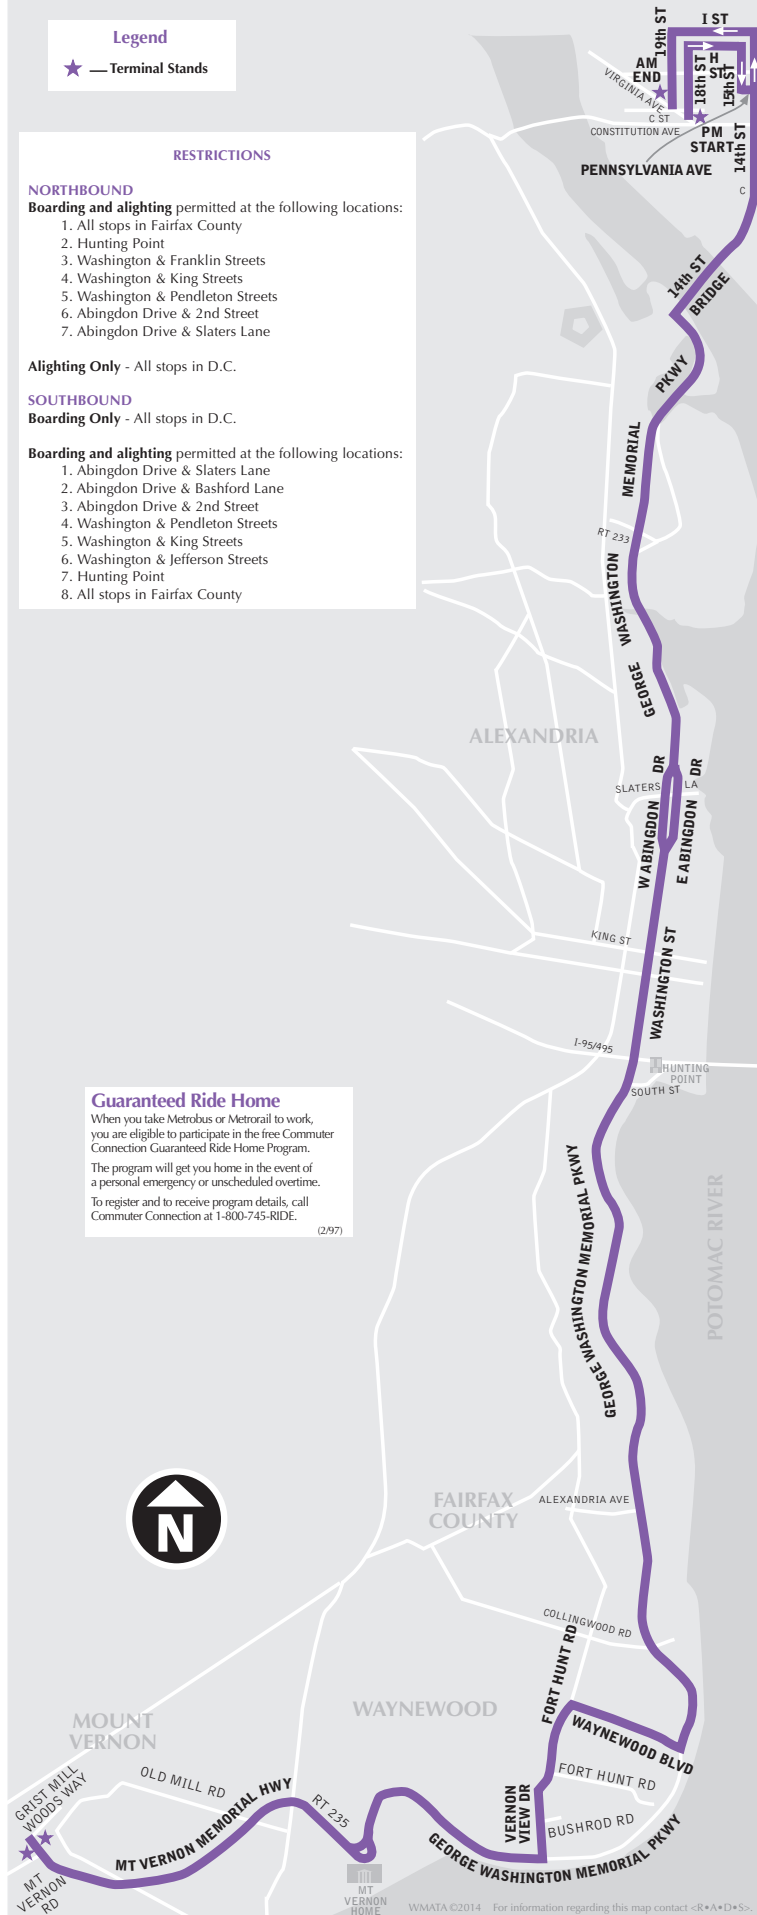 Legend
— Terminal Stands
19th ST
I ST
AM
END
H
ST
18th ST
15th ST
VIRGINIA AVE
C ST
CONSTITUTION AVE
PM
START
14th ST
PENNSYLVANIA AVE
C
RESTRICTIONS
NORTHBOUND
Boarding and alighting permitted at the following locations:
1. All stops in Fairfax County
2. Hunting Point
3. Washington & Franklin Streets
4. Washington & King Streets
5. Washington & Pendleton Streets
6. Abingdon Drive & 2nd Street
7. Abingdon Drive & Slaters Lane
Alighting Only - All stops in D.C.
SOUTHBOUND
Boarding Only - All stops in D.C.
Boarding and alighting permitted at the following locations:
1. Abingdon Drive & Slaters Lane
2. Abingdon Drive & Bashford Lane
3. Abingdon Drive & 2nd Street
4. Washington & Pendleton Streets
5. Washington & King Streets
6. Washington & Jefferson Streets
7. Hunting Point
8. All stops in Fairfax County
14th ST
BRIDGE
PKWY
MEMORIAL
RT 233
WASHINGTON
GEORGE
ALEXANDRIA
DR
DR
SLATERS
LA
W ABINGDON
E ABINGDON
KING ST
WASHINGTON ST
I-95/495
HUNTING
POINT
SOUTH ST
Guaranteed Ride Home
When you take Metrobus or Metrorail to work,
you are eligible to participate in the free Commuter
Connection Guaranteed Ride Home Program.
The program will get you home in the event of
a personal emergency or unscheduled overtime.
To register and to receive program details, call
Commuter Connection at 1-800-745-RIDE.
(2/97)
GEORGE WASHINGTON MEMORIAL PKWY
POTOMAC RIVER
N
FAIRFAX
COUNTY
ALEXANDRIA AVE
COLLINGWOOD RD
FORT HUNT RD
WAYNEWOOD
MOUNT
VERNON
WAYNEWOOD BLVD
GRIST MILL
WOODS WAY
OLD MILL RD
FORT HUNT RD
VERNON
VIEW DR
RT 235
MT VERNON MEMORIAL HWY
BUSHROD RD
GEORGE WASHINGTON MEMORIAL PKWY
MT
VERNON
RD
MT
VERNON
HOME
WMATA ©2014 For information regarding this map contact <R•A•D•S>.